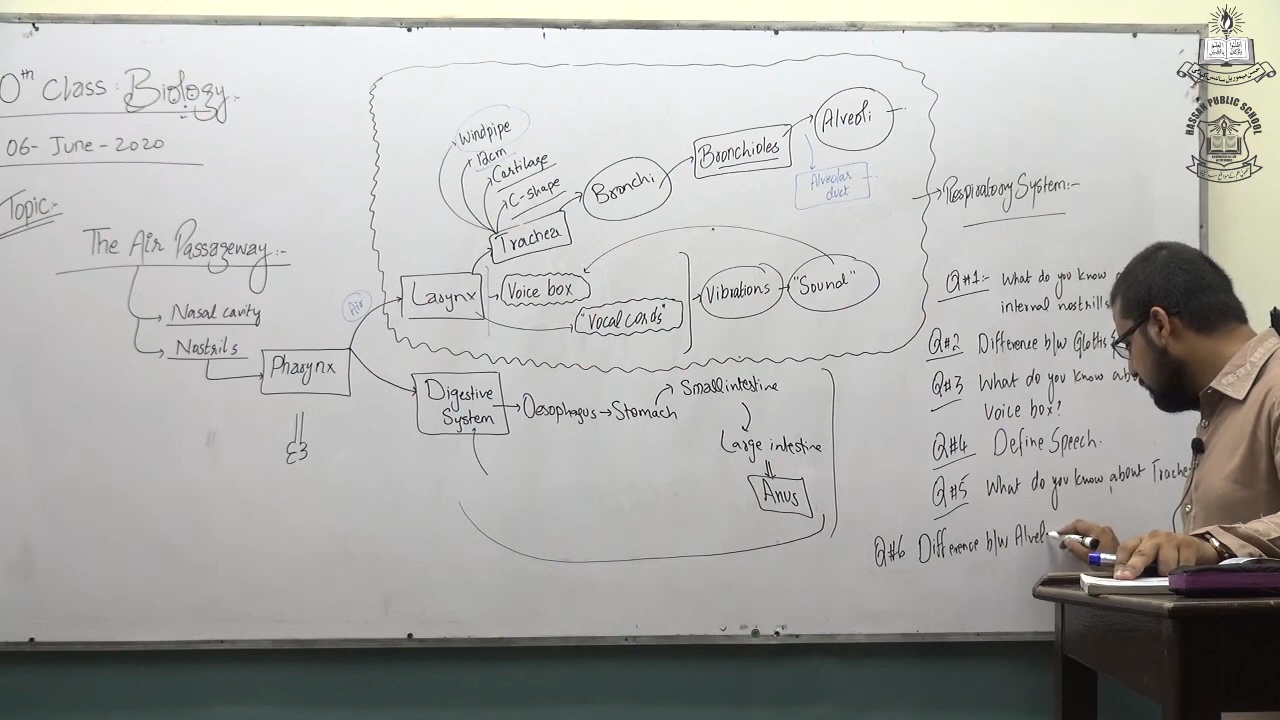 0th Class: Biology:-
06- June-2020
Topic:-
The Air Passageway:-
Nasal cavity
Nostrils
Pharynx
Air
Larynx
Voice box
"Vocal cords"
Vibrations
"Sound"
Trachea
Windpipe
12cm
Cartilage
C-shape
Bronchi
Bronchioles
Alveoli
Alveolar
duct
Respiratory System:-
Digestive
System
Oesophagus
Stomach
Small intestine
Large intestine
Anus
Q#1:- What do you know
internal nostrils
Q#2 Difference b/w
Q#3 What do you know
Voice box?
Q#4 Define Speech.
Q#5 What do you know about
Q#6 Difference b/w
HASSAN PUBLIC SCHOOL